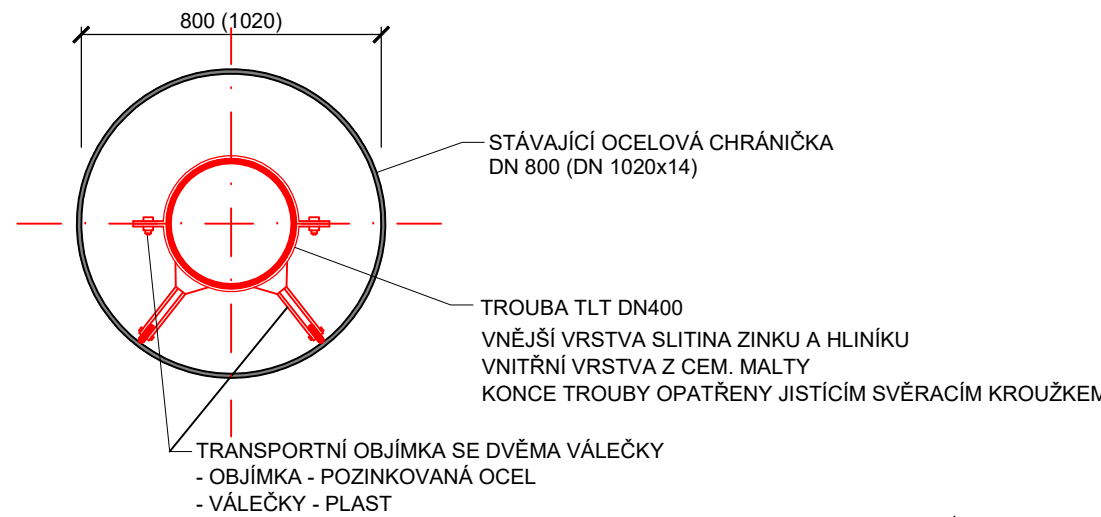 800 (1020)
STÁVAJÍCÍ OCELOVÁ CHRÁNIČKA
DN 800 (DN 1020x14)
TROUBA TLT DN400
VNĚJŠÍ VRSTVA SLITINA ZINKU A HLINÍKU
VNITŘNÍ VRSTVA Z CEM. MALTY
KONCE TROUBY OPATŘENY JISTÍCÍM SVĚRACÍM KROUŽKEM
TRANSPORTNÍ OBJÍMKA SE DVĚMA VÁLEČKY
- OBJÍMKA - POZINKOVANÁ OCEL
- VÁLEČKY - PLAST